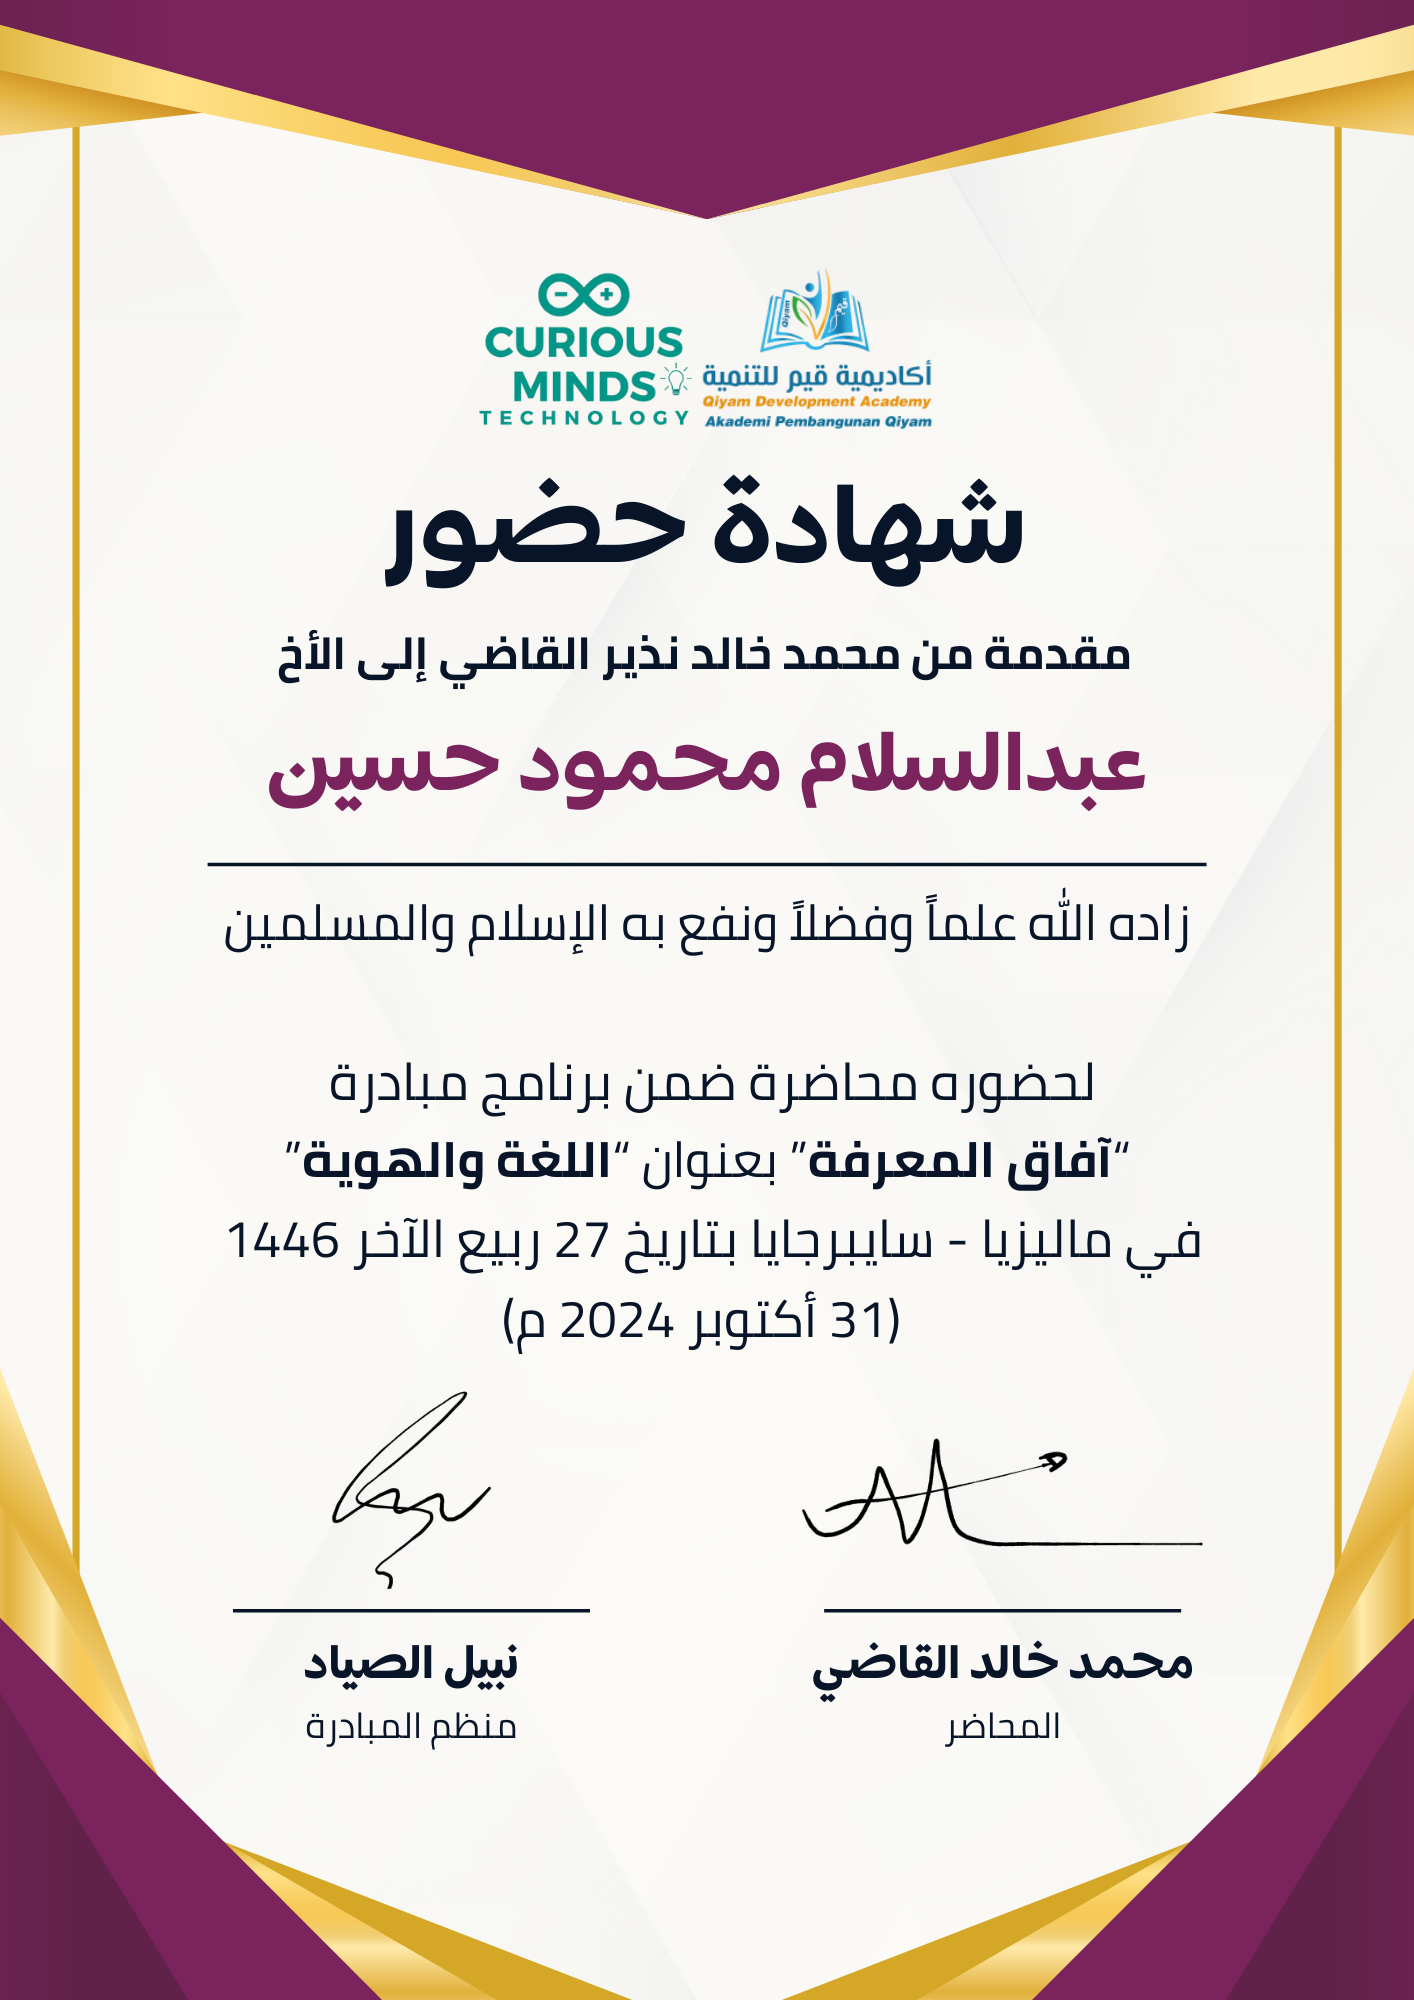 CURIOUS
MINDS
TECHNOLOGY
Qiyam
قيم
أكاديمية قيم للتنمية
Qiyam Development Academy
Akademi Pembangunan Qiyam
شهادة حضور
مقدمة من محمد خالد نذير القاضي إلى الأخ
عبدالسلام محمود حسين
زاده الله علماً وفضلاً ونفع به الإسلام والمسلمين
لحضوره محاضرة ضمن برنامج مبادرة
“آفاق المعرفة” بعنوان “اللغة والهوية”
في ماليزيا - سايبرجايا بتاريخ 27 ربيع الآخر 1446
(31 أكتوبر 2024 م)
محمد خالد القاضي
المحاضر
نبيل الصياد
منظم المبادرة